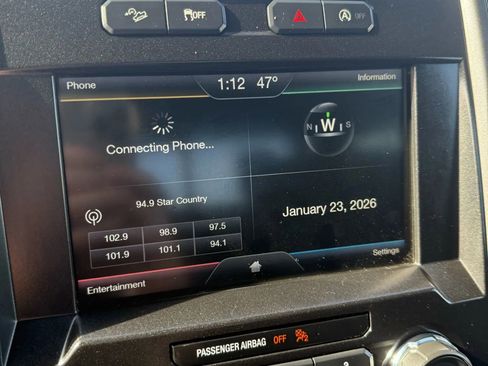 OFF
A OFF
Phone 1:12 47° Information
Connecting Phone...
N W S
94.9 Star Country
102.9 98.9 97.5
101.9 101.1 94.1
January 23, 2026
Entertainment Settings
PASSENGER AIRBAG OFF 2